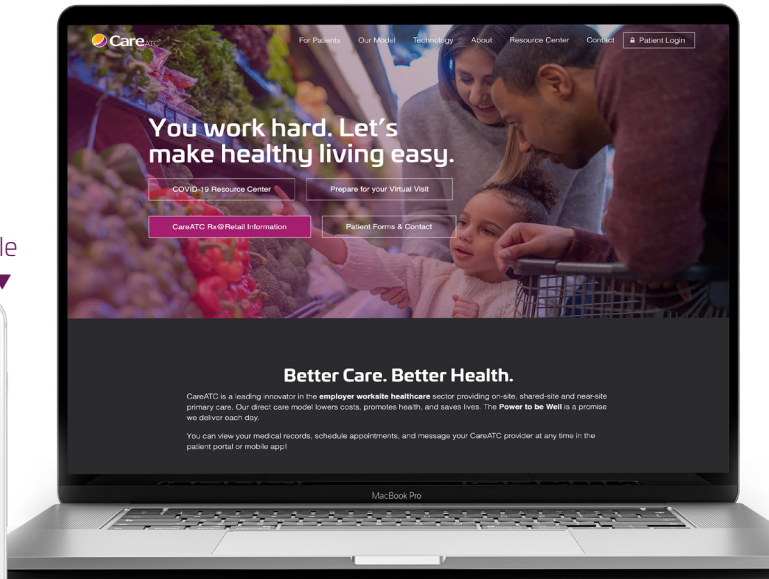 CareATC
For Patients Our Model Technology About Resource Center Contact Patient Login
You work hard. Let's
make healthy living easy.
COVID-19 Resource Center Prepare for your Virtual Visit
CareATC Rx@Retail Information Patient Forms & Contact
Better Care. Better Health.
CareATC is a leading innovator in the employer worksite healthcare sector providing on-site, shared-site and near-site
primary care. Our direct care model lowers costs, promotes health, and saves lives. The Power to be Well is a promise
we deliver each day.
You can view your medical records, schedule appointments, and message your CareATC provider at any time in the
patient portal or mobile app!
MacBook Pro